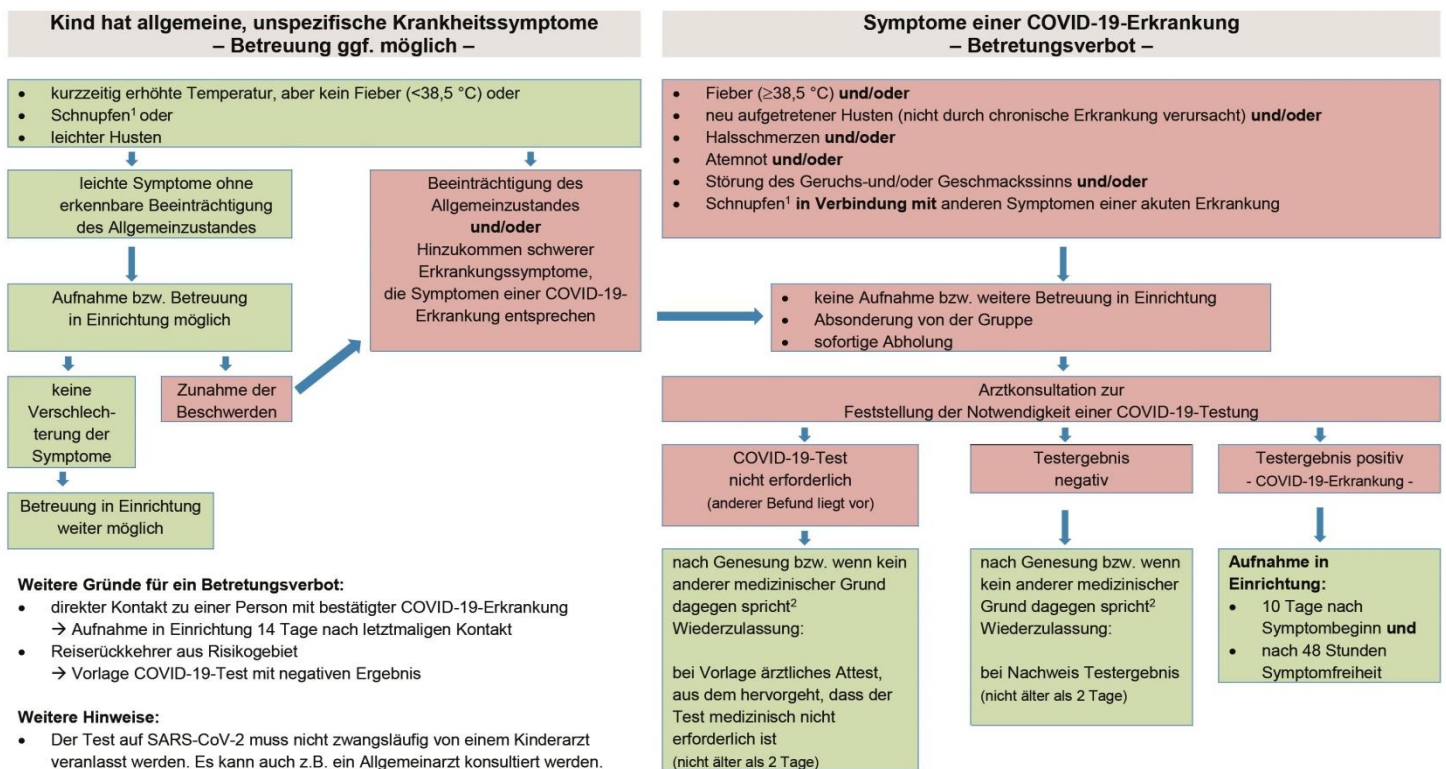 Kind hat allgemeine, unspezifische Krankheitssymptome
– Betreuung ggf. möglich –
• kurzzeitig erhöhte Temperatur, aber kein Fieber (<38,5 °C) oder
• Schnupfen¹ oder
• leichter Husten
leichte Symptome ohne
erkennbare Beeinträchtigung
des Allgemeinzustandes
Beeinträchtigung des
Allgemeinzustandes
und/oder
Hinzukommen schwerer
Erkrankungssymptome,
die Symptomen einer COVID-19-
Erkrankung entsprechen
Aufnahme bzw. Betreuung
in Einrichtung möglich
keine
Verschlech-
terung der
Symptome
Zunahme der
Beschwerden
Betreuung in Einrichtung
weiter möglich
Weitere Gründe für ein Betretungsverbot:
• direkter Kontakt zu einer Person mit bestätigter COVID-19-Erkrankung
→ Aufnahme in Einrichtung 14 Tage nach letztmaligen Kontakt
• Reiserückkehrer aus Risikogebiet
→ Vorlage COVID-19-Test mit negativen Ergebnis
Weitere Hinweise:
• Der Test auf SARS-CoV-2 muss nicht zwangsläufig von einem Kinderarzt
veranlasst werden. Es kann auch z.B. ein Allgemeinarzt konsultiert werden.
Symptome einer COVID-19-Erkrankung
– Betretungsverbot –
• Fieber (≥38,5 °C) und/oder
• neu aufgetretener Husten (nicht durch chronische Erkrankung verursacht) und/oder
• Halsschmerzen und/oder
• Atemnot und/oder
• Störung des Geruchs-und/oder Geschmackssinns und/oder
• Schnupfen¹ in Verbindung mit anderen Symptomen einer akuten Erkrankung
• keine Aufnahme bzw. weitere Betreuung in Einrichtung
• Absonderung von der Gruppe
• sofortige Abholung
Arztkonsultation zur
Feststellung der Notwendigkeit einer COVID-19-Testung
COVID-19-Test
nicht erforderlich
(anderer Befund liegt vor)
Testergebnis
negativ
Testergebnis positiv
- COVID-19-Erkrankung -
nach Genesung bzw. wenn kein
anderer medizinischer Grund
dagegen spricht²
Wiederzulassung:
bei Vorlage ärztliches Attest,
aus dem hervorgeht, dass der
Test medizinisch nicht
erforderlich ist
(nicht älter als 2 Tage)
nach Genesung bzw. wenn
kein anderer medizinischer
Grund dagegen spricht²
Wiederzulassung:
bei Nachweis Testergebnis
(nicht älter als 2 Tage)
Aufnahme in
Einrichtung:
• 10 Tage nach
Symptombeginn und
• nach 48 Stunden
Symptomfreiheit